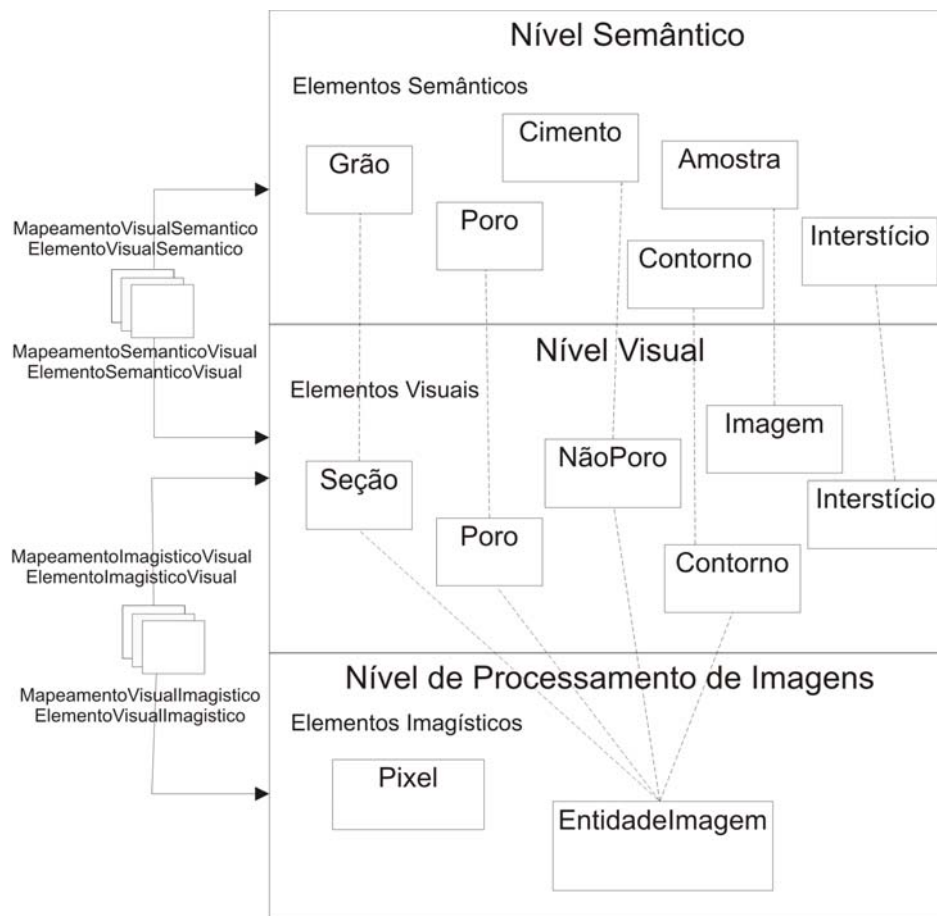 Nível Semântico
Elementos Semânticos
Grão
Poro
Cimento
Contorno
Amostra
Interstício
MapeamentoVisualSemantico
ElementoVisualSemantico
MapeamentoSemanticoVisual
ElementoSemanticoVisual
Nível Visual
Elementos Visuais
Seção
Poro
NãoPoro
Contorno
Imagem
Interstício
MapeamentoImagisticoVisual
ElementoImagisticoVisual
MapeamentoVisualImagistico
ElementoVisualImagistico
Nível de Processamento de Imagens
Elementos Imagísticos
Pixel
EntidadeImagem